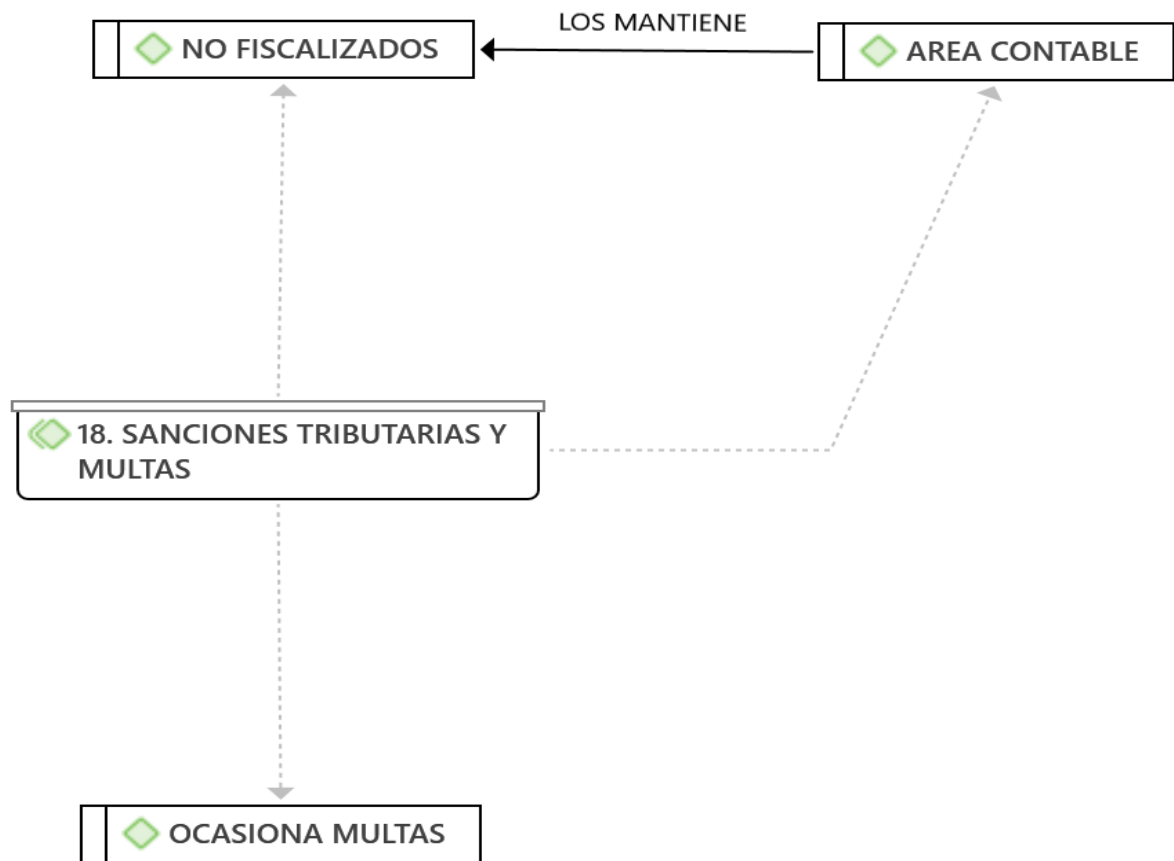 LOS MANTIENE
NO FISCALIZADOS
AREA CONTABLE
18. SANCIONES TRIBUTARIAS Y
MULTAS
OCASIONA MULTAS